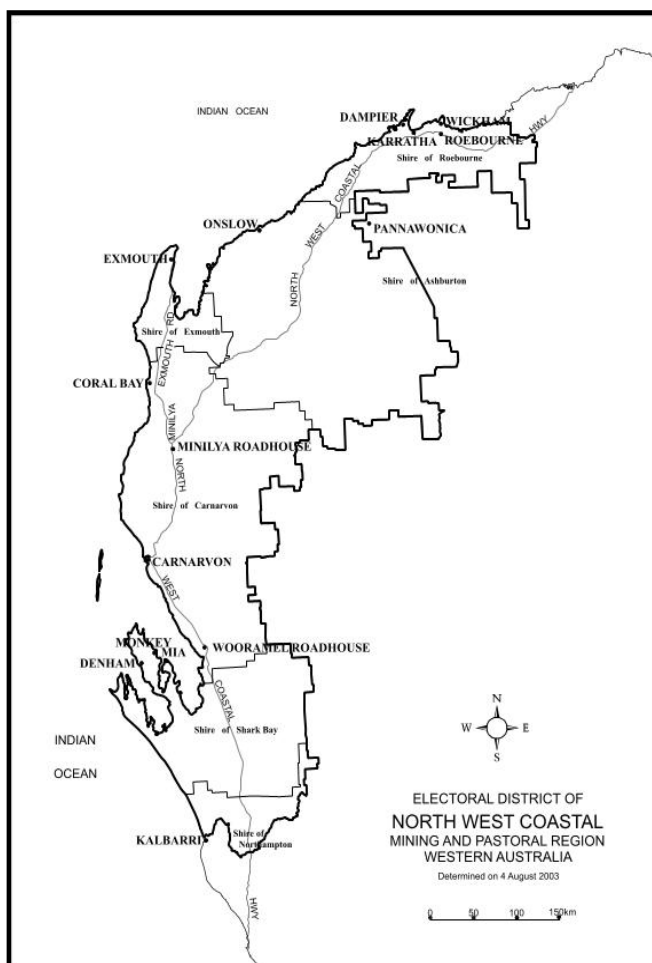 INDIAN OCEAN
DAMPIER
WICKHAM
KARRATHA
ROEBOURNE
HWY
Shire of Roebourne
COASTAL
WEST
NORTH
ONSLOW
PANNAWONICA
EXMOUTH
Shire of Ashburton
Shire of Exmouth
EXMOUTH RD
CORAL BAY
MINILYA
MINILYA ROADHOUSE
NORTH
Shire of Carnarvon
CARNARVON
WEST
MONKEY
MIA
WOORAMEL ROADHOUSE
DENHAM
COASTAL
Shire of Shark Bay
INDIAN
OCEAN
N
W E
S
ELECTORAL DISTRICT OF
NORTH WEST COASTAL
MINING AND PASTORAL REGION
WESTERN AUSTRALIA
Determined on 4 August 2003
KALBARRI
Shire of
Northampton
HWY
0 50 100 150km